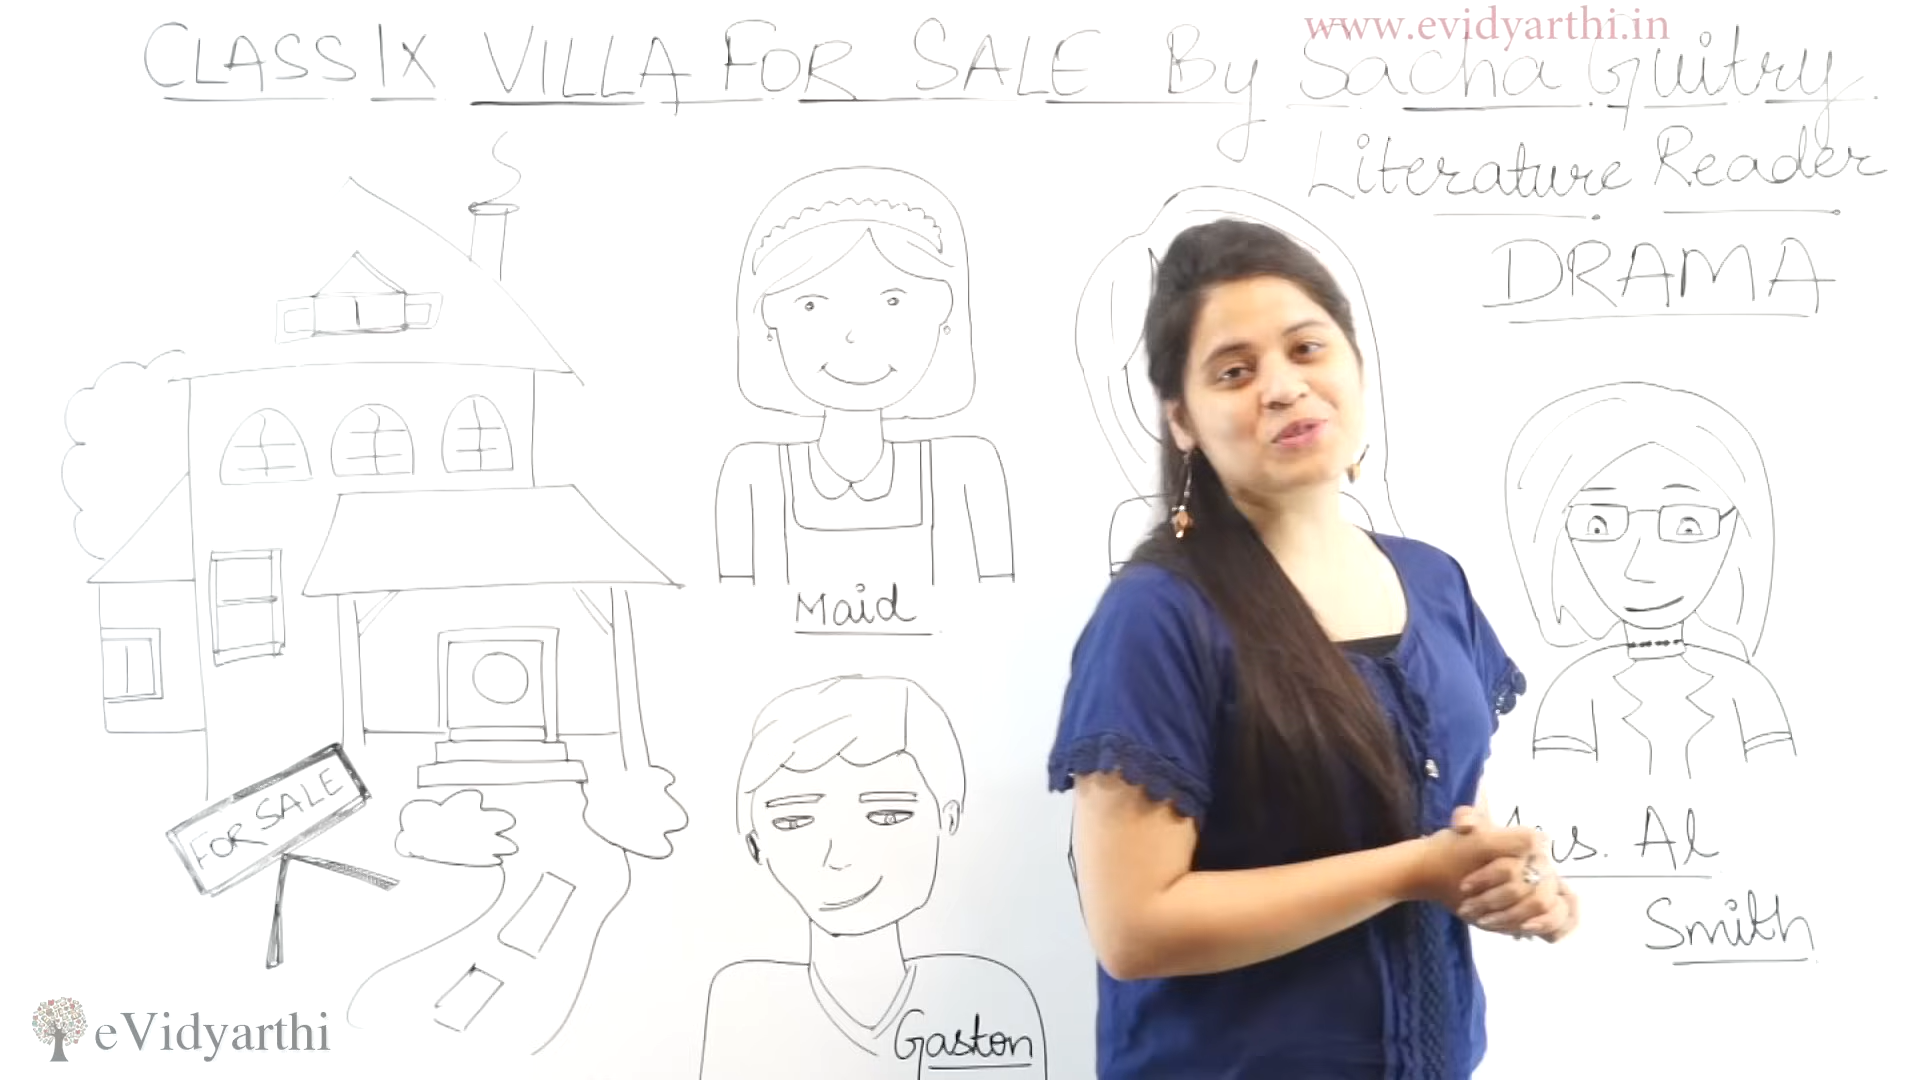 www.evidyarthi.in
CLASS IX VILLA FOR SALE By Sacha Guitry
Literature Reader
DRAMA
Maid
FOR SALE
Al
Smith
Gaston
eVidyarthi